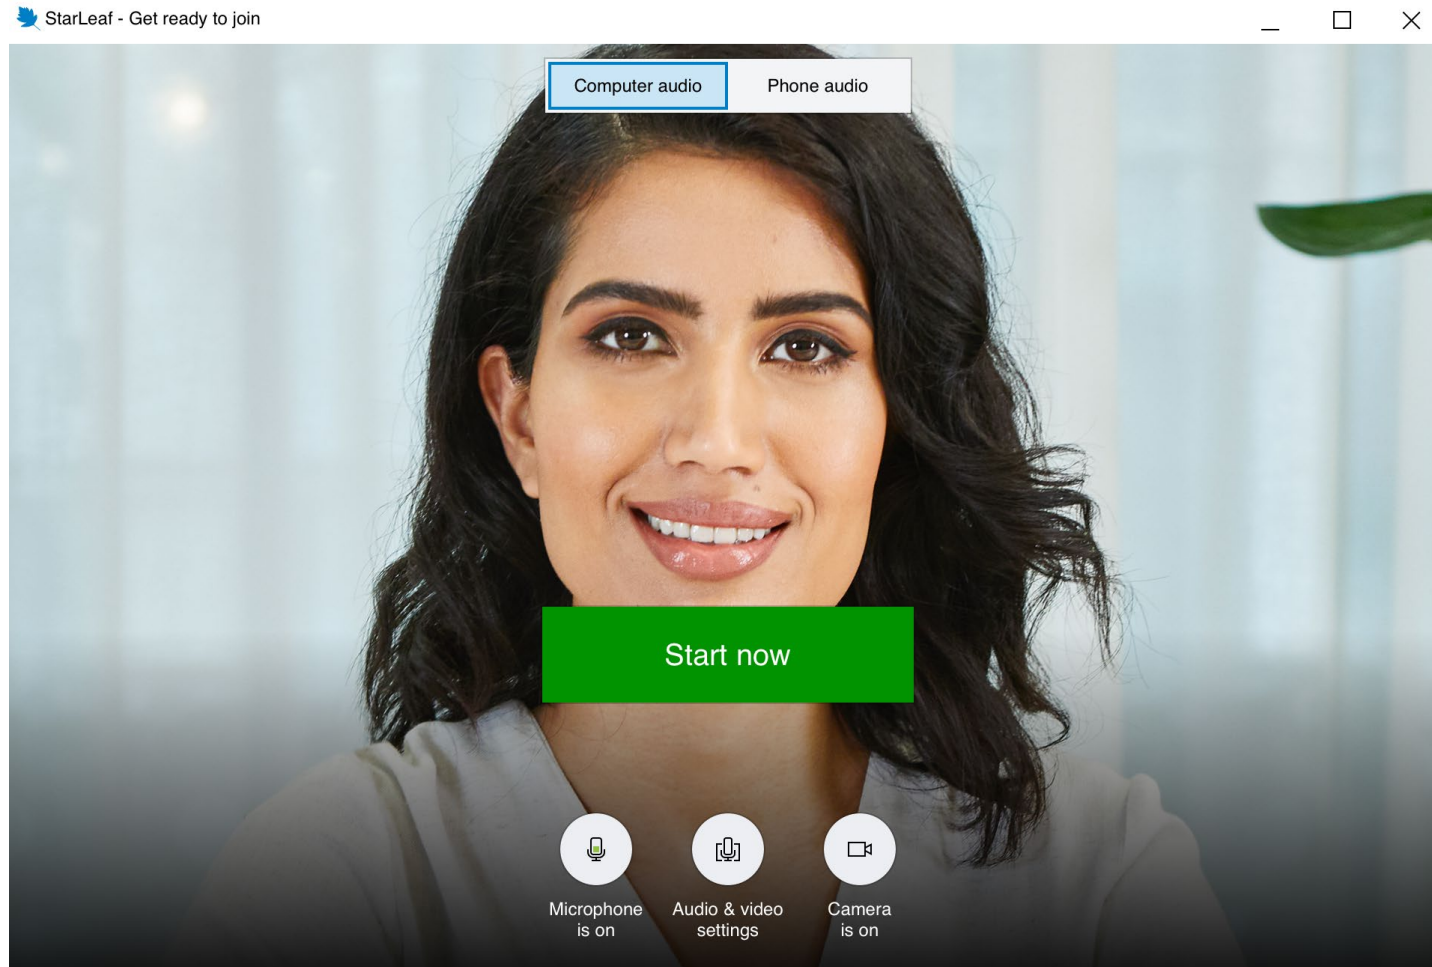 StarLeaf - Get ready to join
Computer audio
Phone audio
Start now
Microphone
is on
Audio & video
settings
Camera
is on